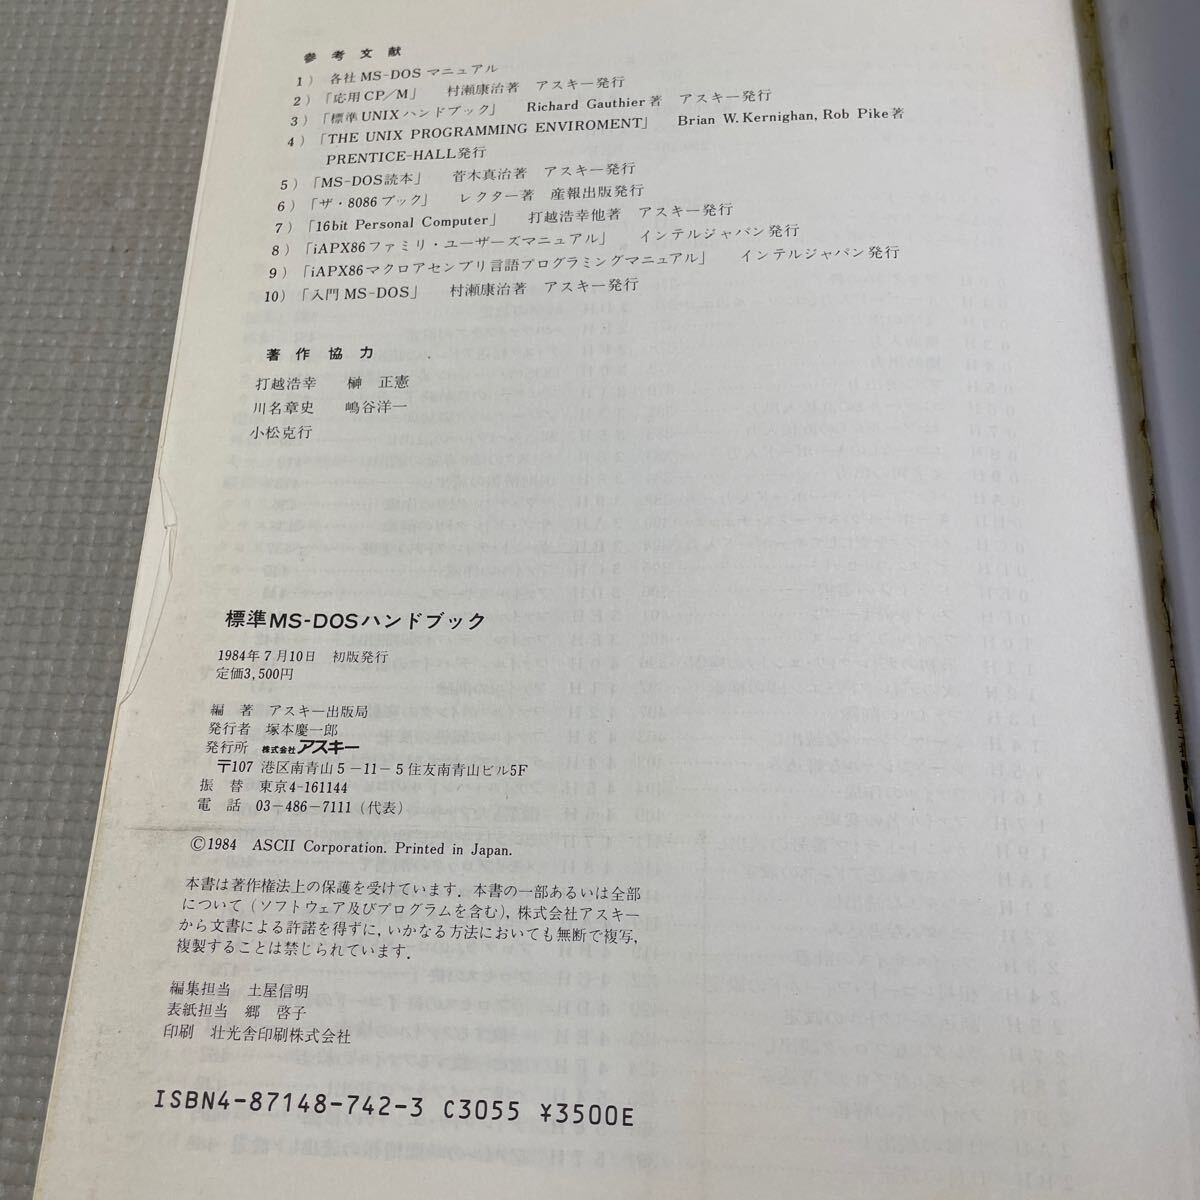 参考文献
1) 各社 MS-DOS マニュアル
2)「応用CP/M」 村瀬康治著 アスキー発行
3)「標準UNIXハンドブック」 Richard Gauthier著 アスキー発行
4)「THE UNIX PROGRAMMING ENVIROMENT」 Brian W. Kernighan, Rob Pike著
PRENTICE-HALL発行
5)「MS-DOS読本」 菅木真治著 アスキー発行
6)「ザ・8086ブック」 レクター著 産報出版発行
7)「16bit Personal Computer」 打越浩幸他著 アスキー発行
8)「iAPX86ファミリ・ユーザーズマニュアル」 インテルジャパン発行
9)「iAPX86マクロアセンブリ言語プログラミングマニュアル」 インテルジャパン発行
10)「入門 MS-DOS」 村瀬康治著 アスキー発行
著作協力
打越浩幸 榊 正憲
川名章史 嶋谷洋一
小松克行
標準MS-DOSハンドブック
1984年7月10日 初版発行
定価3,500円
編 著 アスキー出版局
発行者 塚本慶一郎
発行所 株式会社アスキー
〒107 港区南青山5-11-5住友南青山ビル5F
振 替 東京4-161144
電 話 03-486-7111(代表)
©1984 ASCII Corporation. Printed in Japan.
本書は著作権法上の保護を受けています. 本書の一部あるいは全部
について(ソフトウェア及びプログラムを含む), 株式会社アスキー
から文書による許諾を得ずに, いかなる方法においても無断で複写,
複製することは禁じられています.
編集担当 土屋信明
表紙担当 郷 啓子
印刷 壮光舎印刷株式会社
ISBN4-87148-742-3 C3055 ¥3500E